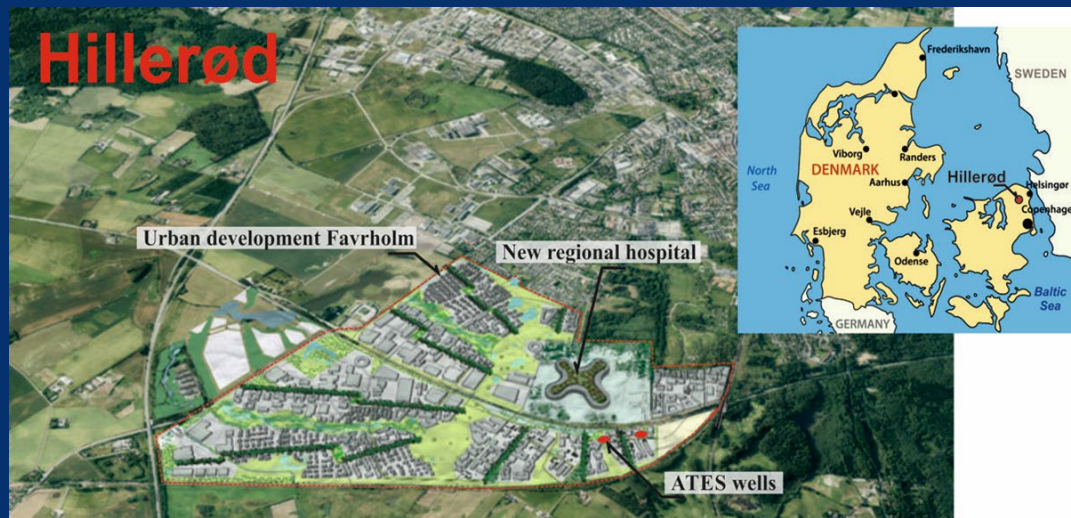 Hillerød
Urban development Favrholm
New regional hospital
ATES wells
Frederikshavn
SWEDEN
Viborg
Randers
DENMARK
North
Sea
Aarhus
Hillerød
Helsingør
Copenhage
Vejle
Esbjerg
Odense
Baltic
Sea
GERMANY